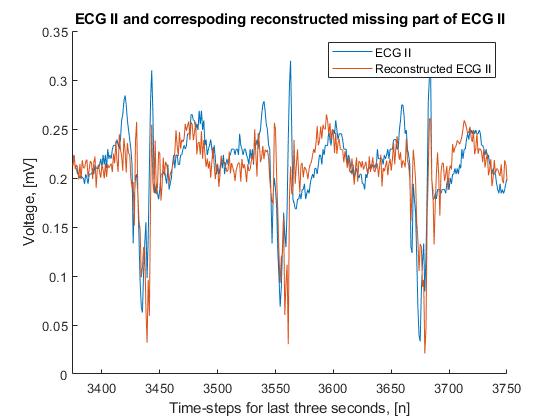 ECG II and correspoding reconstructed missing part of ECG II
0.35
0.3
0.25
0.2
0.15
0.1
0.05
0
Voltage, [mV]
ECG II
Reconstructed ECG II
3400 3450 3500 3550 3600 3650 3700 3750
Time-steps for last three seconds, [n]